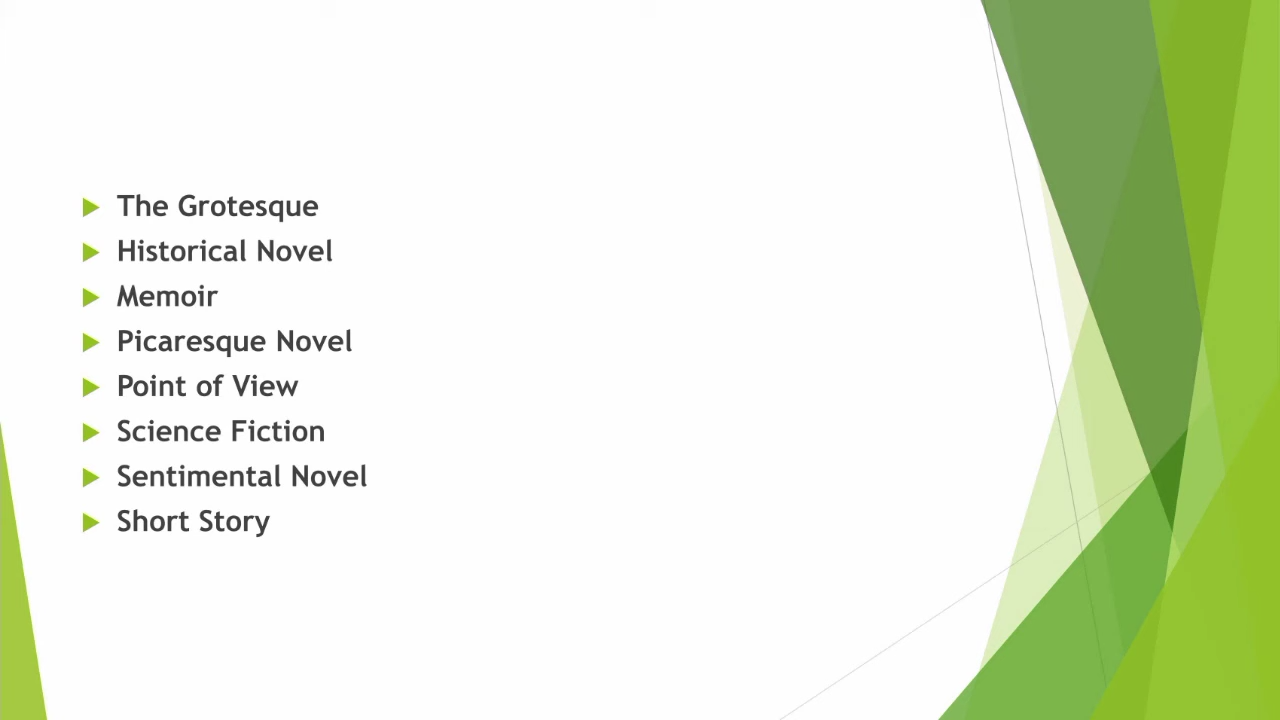 The Grotesque
Historical Novel
Memoir
Picaresque Novel
Point of View
Science Fiction
Sentimental Novel
Short Story